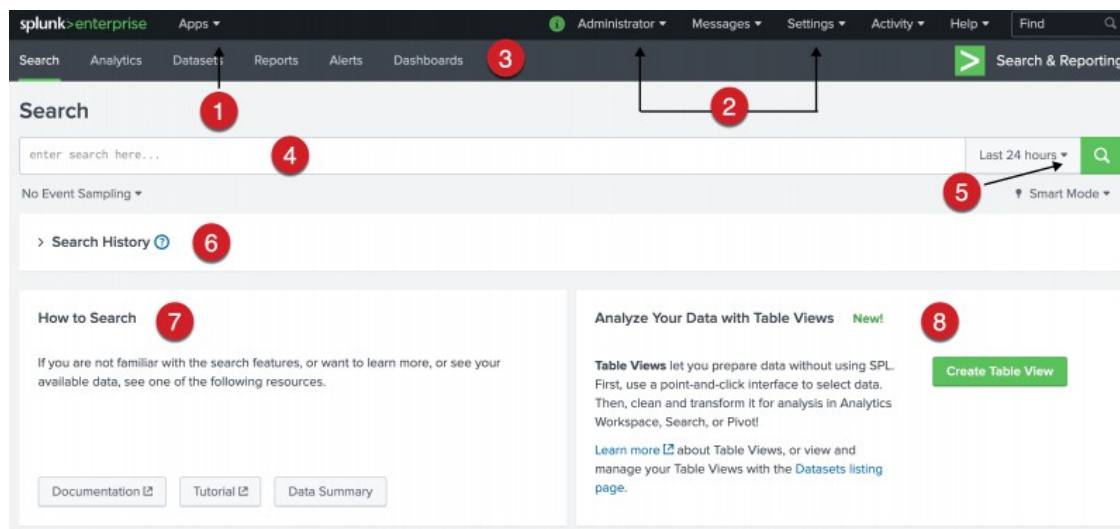 splunk>enterprise Apps Administrator Messages Settings Activity Help Find
Search Analytics Datasets Reports Alerts Dashboards 3 Search & Reporting
Search 1 2
enter search here... 4 Last 24 hours
No Event Sampling 5 Smart Mode
> Search History ? 6
How to Search 7
If you are not familiar with the search features, or want to learn more, or see your
available data, see one of the following resources.
Documentation Tutorial Data Summary
Analyze Your Data with Table Views New! 8
Table Views let you prepare data without using SPL.
First, use a point-and-click interface to select data.
Then, clean and transform it for analysis in Analytics
Workspace, Search, or Pivot!
Create Table View
Learn more about Table Views, or view and
manage your Table Views with the Datasets listing
page.